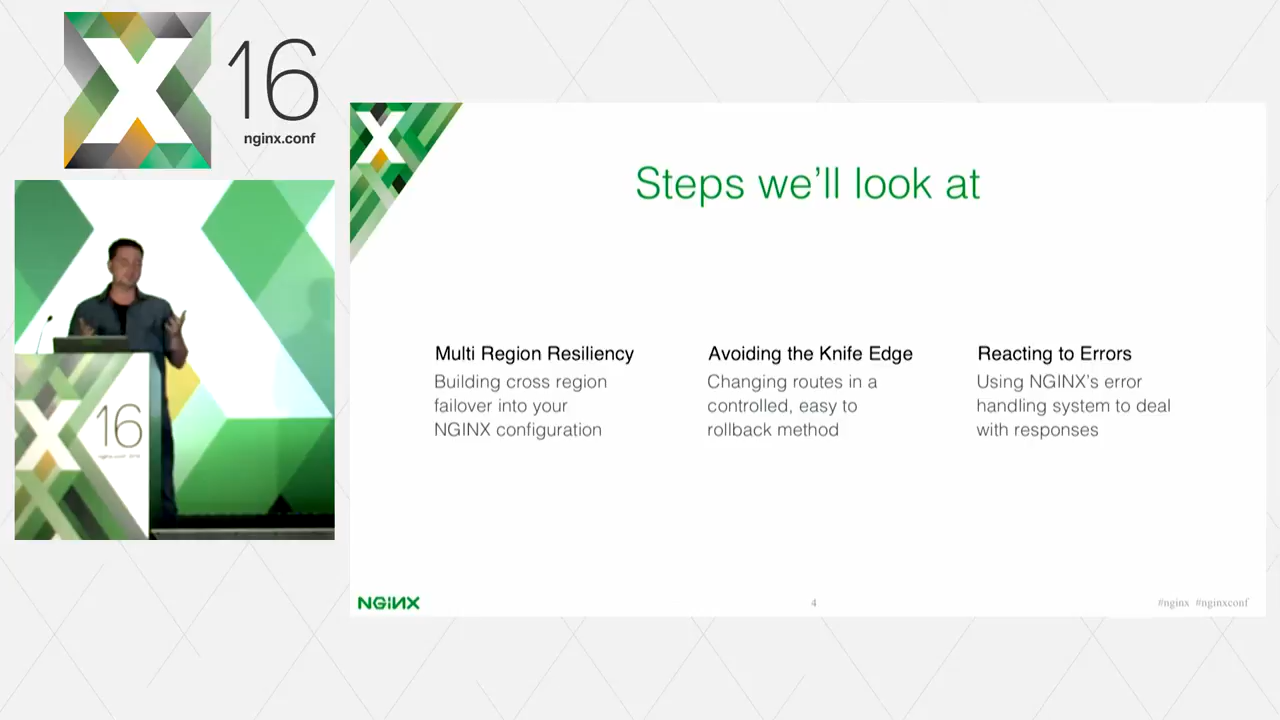 16
nginx.conf
Steps we'll look at
Multi Region Resiliency
Building cross region
failover into your
NGINX configuration
Avoiding the Knife Edge
Changing routes in a
controlled, easy to
rollback method
Reacting to Errors
Using NGINX's error
handling system to deal
with responses
16
NGINX
4
#nginx #nginxconf